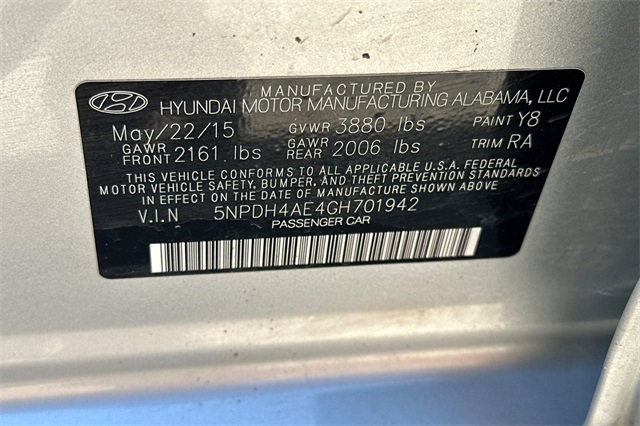 MANUFACTURED BY
HYUNDAI MOTOR MANUFACTURING ALABAMA, LLC
May/22/15 GVWR 3880 lbs PAINT Y8
GAWR FRONT 2161 lbs GAWR REAR 2006 lbs TRIM RA
THIS VEHICLE CONFORMS TO ALL APPLICABLE U.S.A. FEDERAL
MOTOR VEHICLE SAFETY, BUMPER, AND THEFT PREVENTION STANDARDS
IN EFFECT ON THE DATE OF MANUFACTURE SHOWN ABOVE.
V.I.N 5NPDH4AE4GH701942
PASSENGER CAR